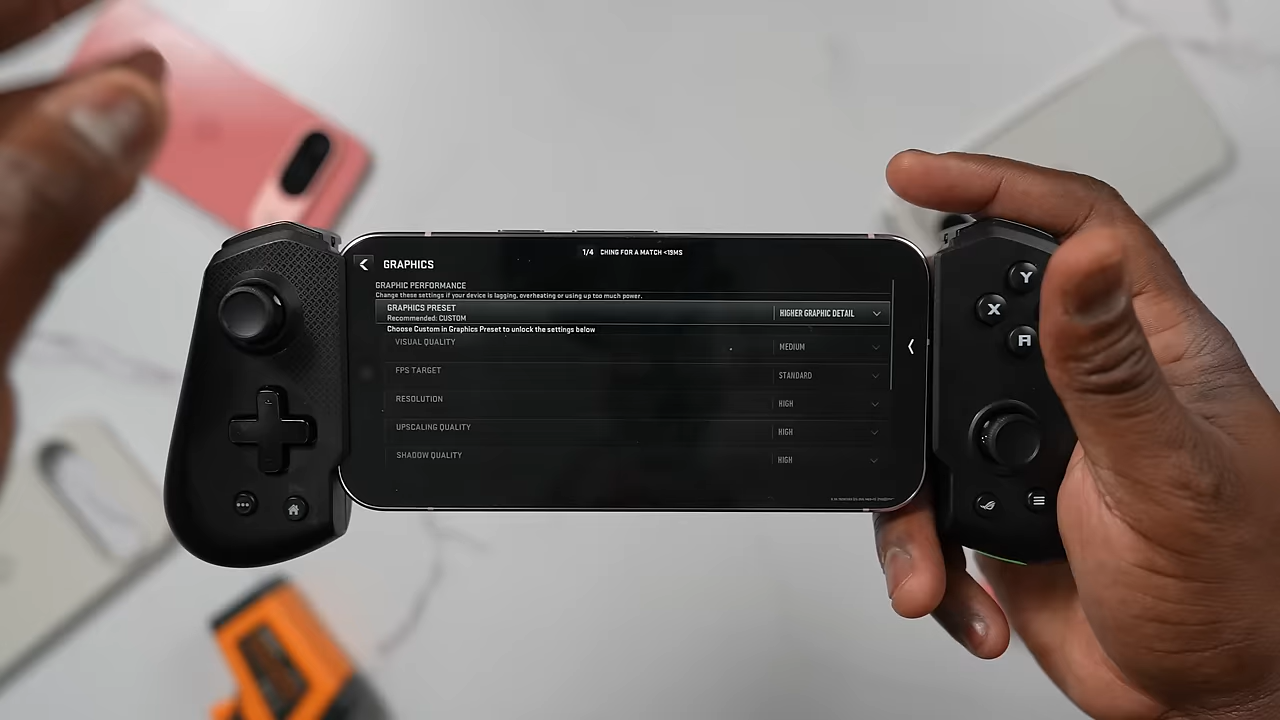 1/4 CHING FOR A MATCH <19MS
GRAPHICS
GRAPHIC PERFORMANCE
Change these settings if your device is lagging, overheating or using up too much power.
GRAPHICS PRESET
HIGHER GRAPHIC DETAIL
Recommended: CUSTOM
Choose Custom in Graphics Preset to unlock the settings below
VISUAL QUALITY
MEDIUM
FPS TARGET
STANDARD
RESOLUTION
HIGH
UPSCALING QUALITY
HIGH
SHADOW QUALITY
HIGH
Y
X
A